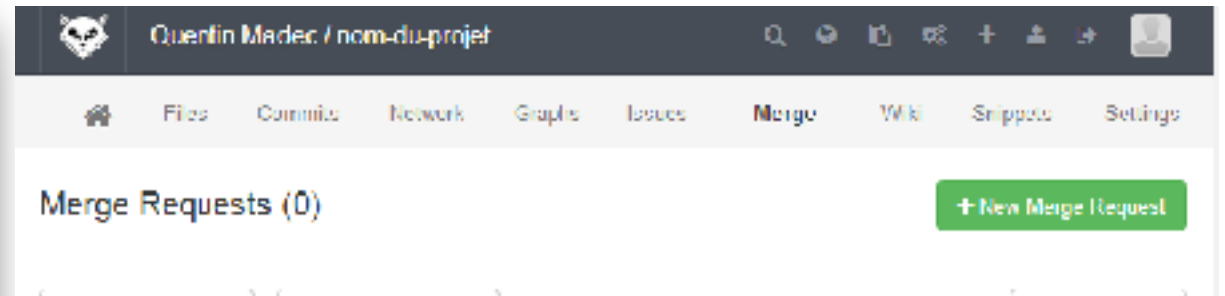 Quentin Madec / nom-du-projet
Files Commits Network Graphs Issues Merge Wiki Snippets Settings
Merge Requests (0)
+ New Merge Request